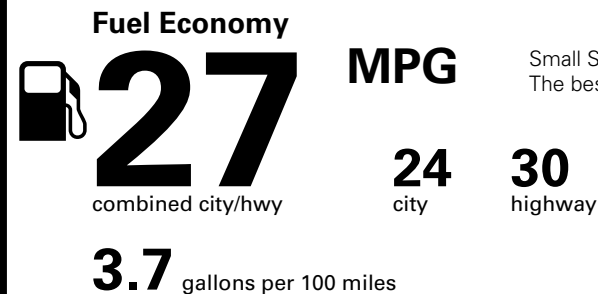 Fuel Economy
27 MPG
Small
The
combined city/hwy
24 city
30 highway
3.7 gallons per 100 miles